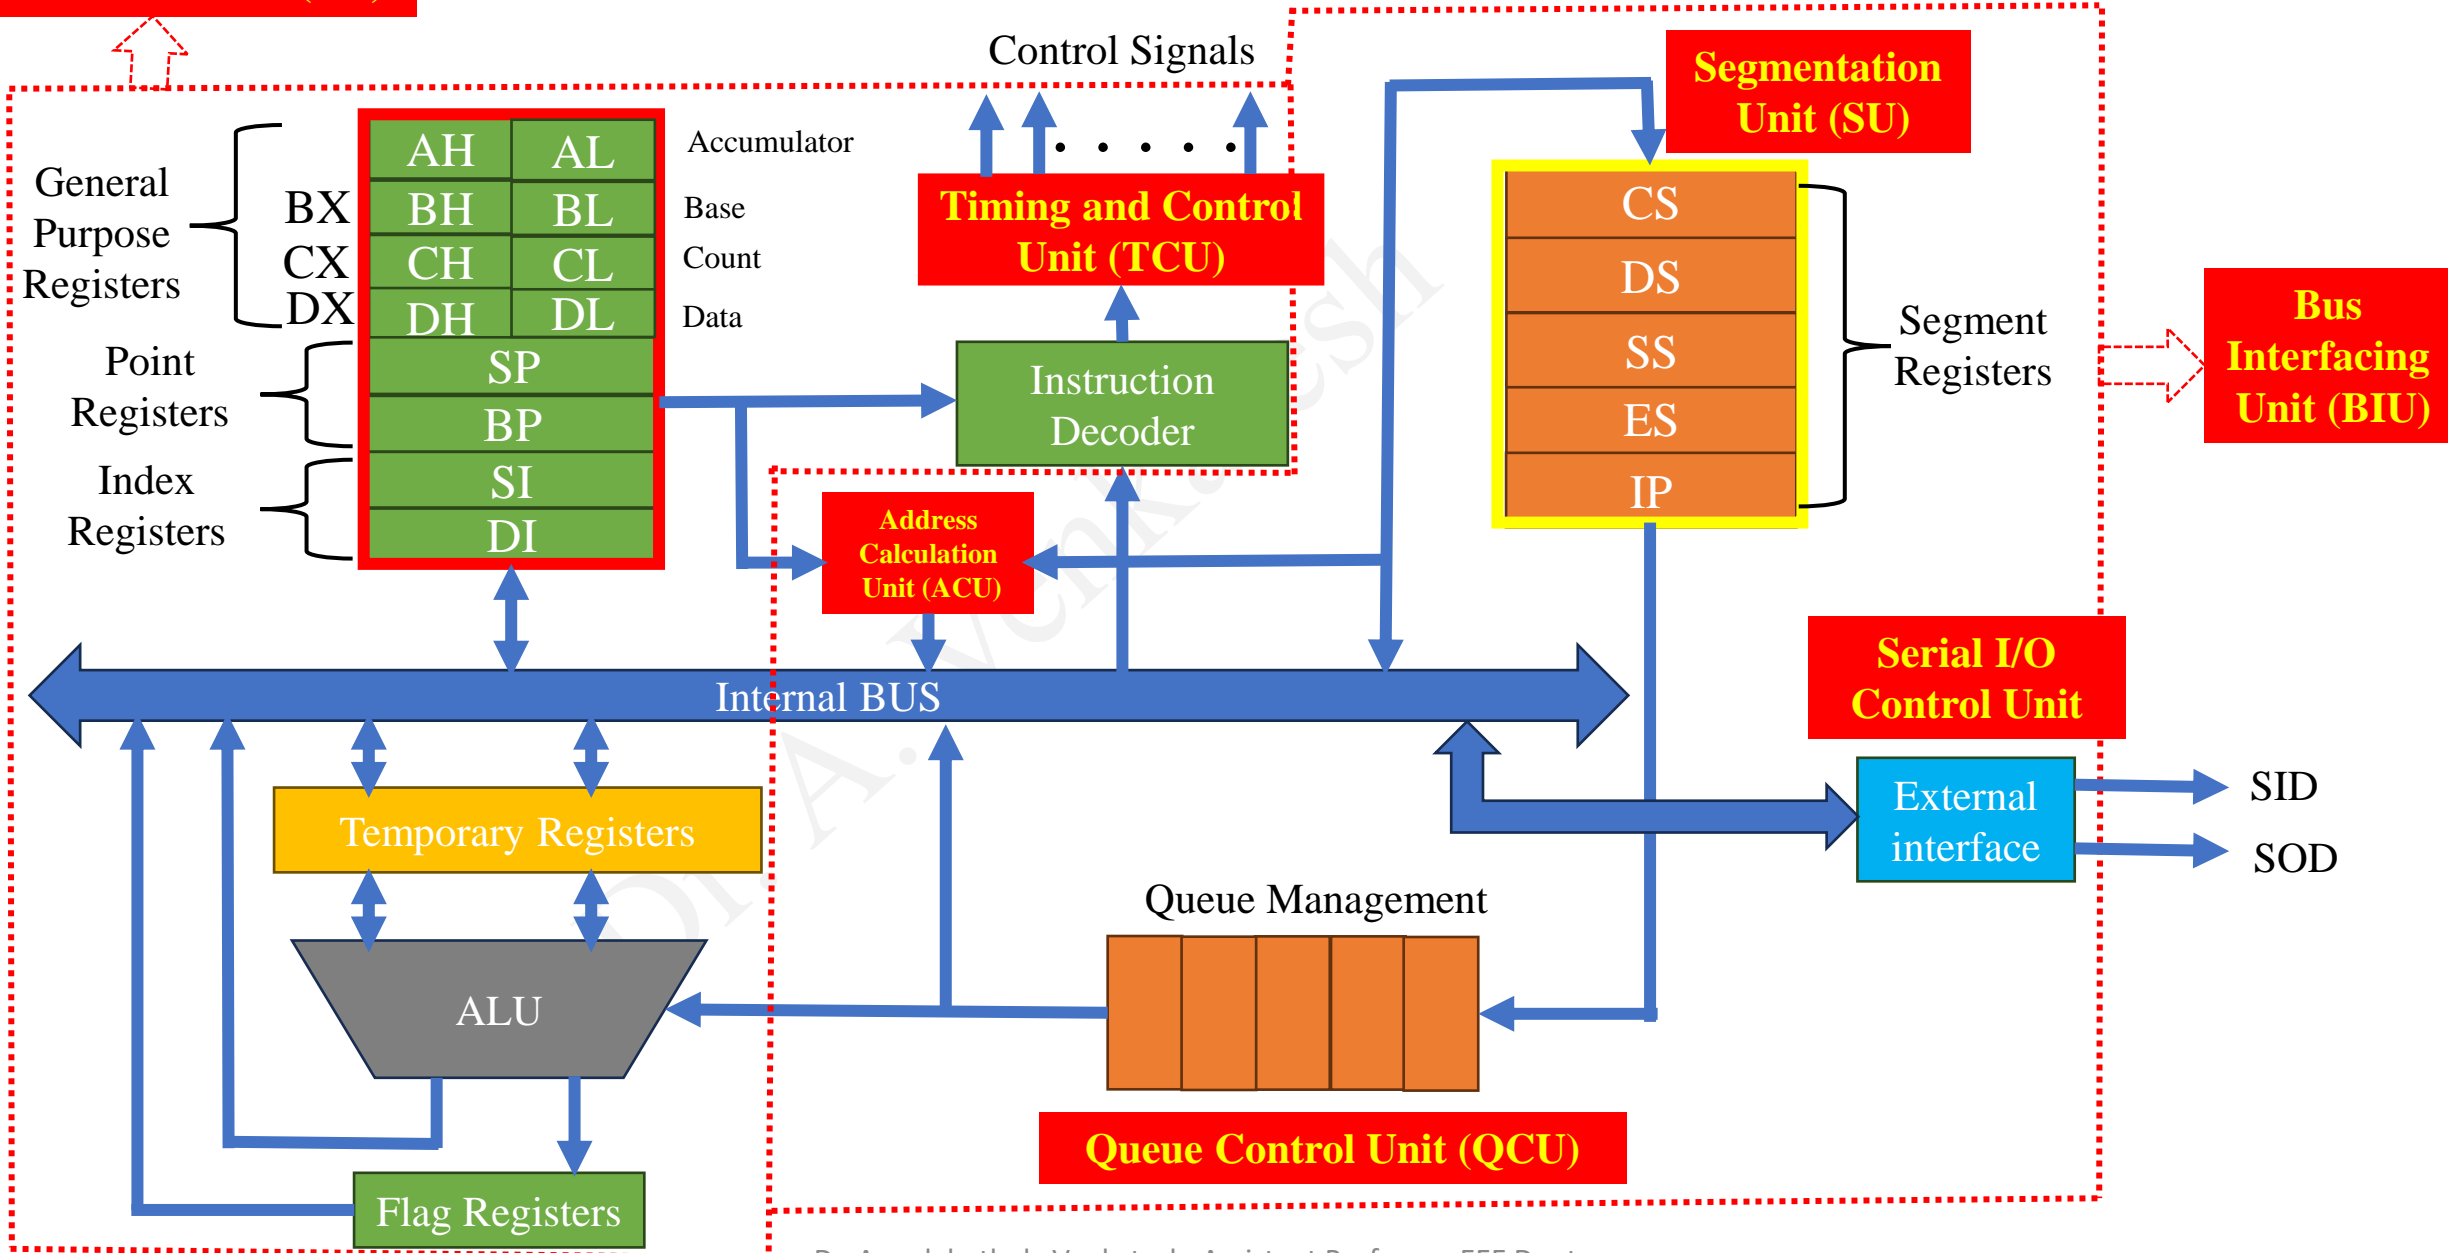 Control Signals
Segmentation
Unit (SU)
General
Purpose
Registers
BX
CX
DX
AH AL
BH BL
CH CL
DH DL
SP
BP
SI
DI
Accumulator
Base
Count
Data
Point
Registers
Index
Registers
Timing and Control
Unit (TCU)
Instruction
Decoder
Address
Calculation
Unit (ACU)
CS
DS
SS
ES
IP
Segment
Registers
Bus
Interfacing
Unit (BIU)
Internal BUS
Serial I/O
Control Unit
External
interface
SID
SOD
Temporary Registers
ALU
Flag Registers
Queue Management
Queue Control Unit (QCU)